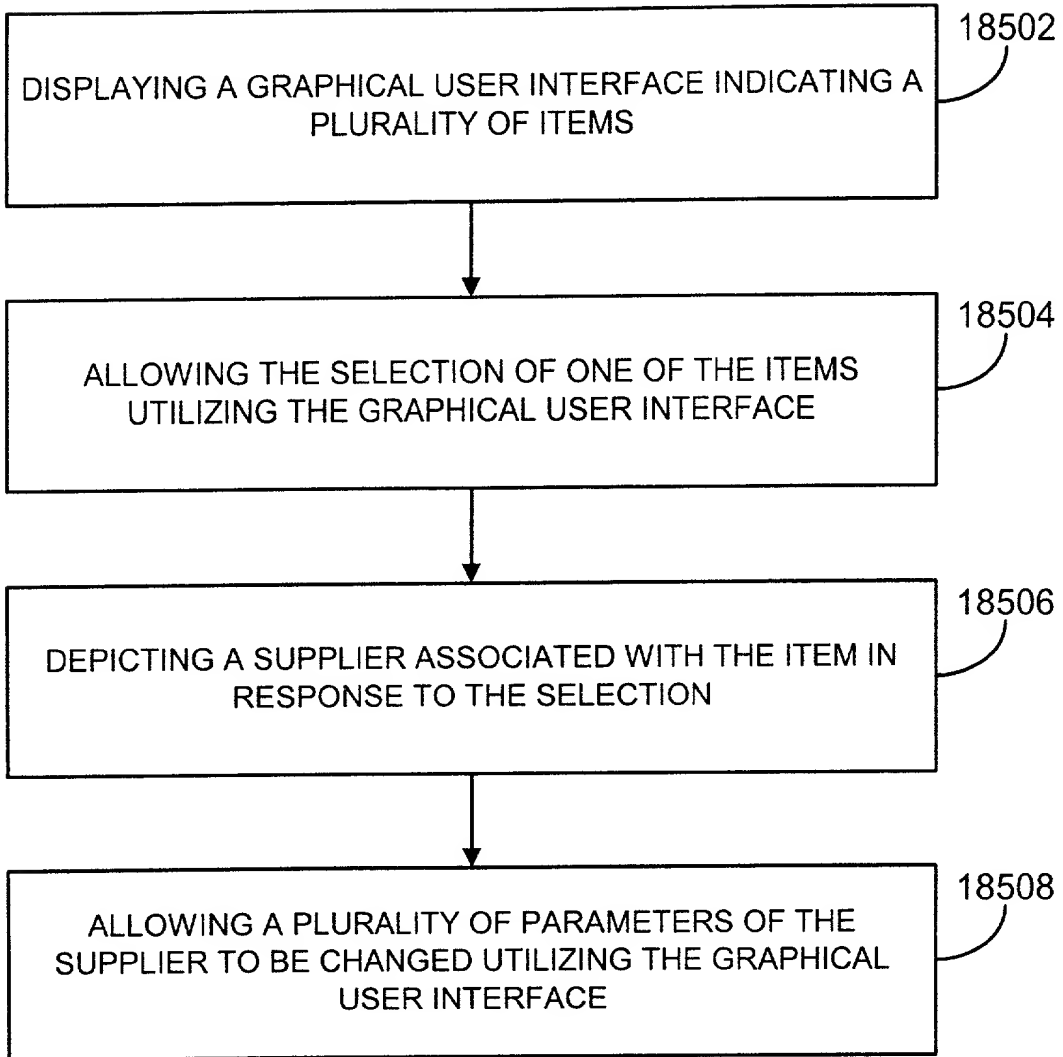 18502
DISPLAYING A GRAPHICAL USER INTERFACE INDICATING A
PLURALITY OF ITEMS
18504
ALLOWING THE SELECTION OF ONE OF THE ITEMS
UTILIZING THE GRAPHICAL USER INTERFACE
18506
DEPICTING A SUPPLIER ASSOCIATED WITH THE ITEM IN
RESPONSE TO THE SELECTION
18508
ALLOWING A PLURALITY OF PARAMETERS OF THE
SUPPLIER TO BE CHANGED UTILIZING THE GRAPHICAL
USER INTERFACE